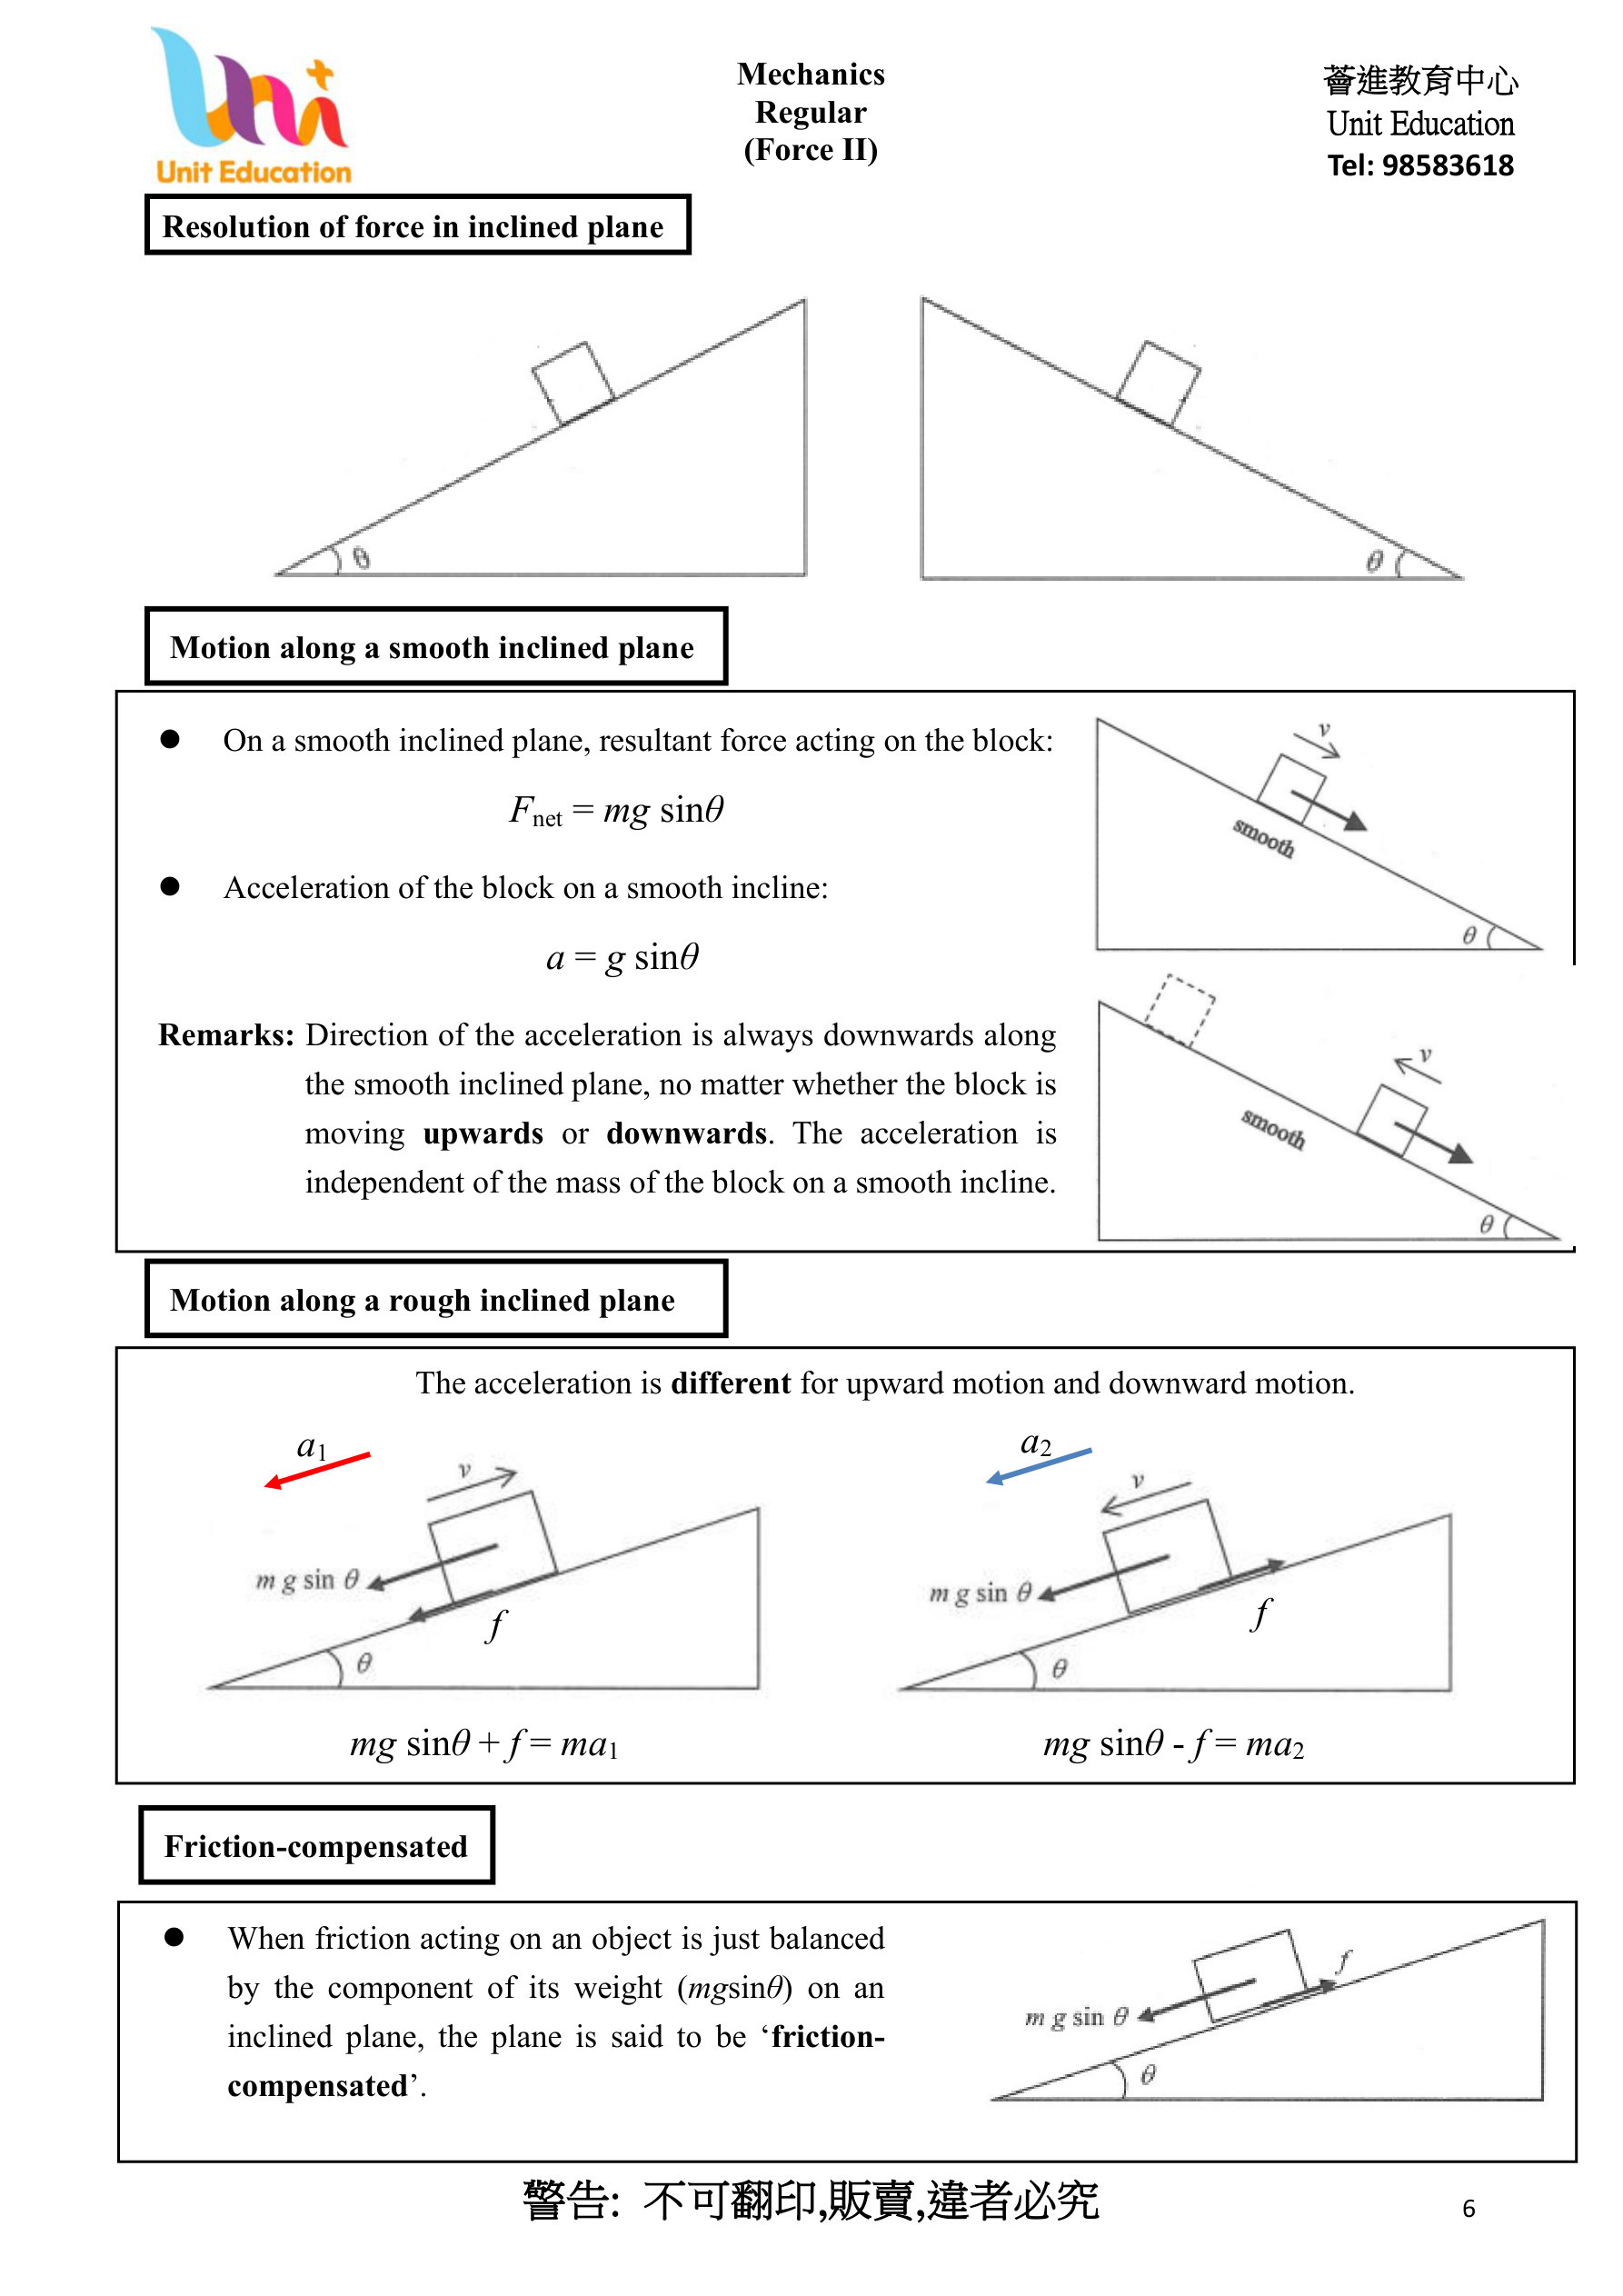 Uni
Unit Education
Mechanics
Regular
(Force II)
薈進教育中心
Unit Education
Tel: 98583618
Resolution of force in inclined plane
θ
θ
Motion along a smooth inclined plane
● On a smooth inclined plane, resultant force acting on the block:
Fnet = mg sinθ
● Acceleration of the block on a smooth incline:
a = g sinθ
Remarks: Direction of the acceleration is always downwards along
the smooth inclined plane, no matter whether the block is
moving upwards or downwards. The acceleration is
independent of the mass of the block on a smooth incline.
v
smooth
θ
v
smooth
θ
Motion along a rough inclined plane
The acceleration is different for upward motion and downward motion.
a1
v
m g sin θ
f
θ
mg sinθ + f = ma1
a2
v
m g sin θ
f
θ
mg sinθ - f = ma2
Friction-compensated
● When friction acting on an object is just balanced
by the component of its weight (mgsinθ) on an
inclined plane, the plane is said to be ‘friction-
compensated’.
f
m g sin θ
θ
警告: 不可翻印,販賣,違者必究
6